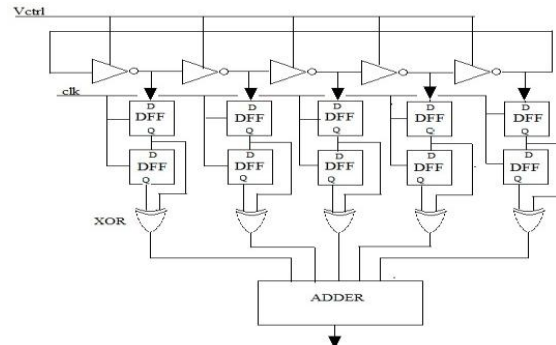 Vctrl
clk
D D D D D
DFF DFF DFF DFF DFF
Q Q Q Q Q
D D D D D
DFF DFF DFF DFF DFF
Q Q Q Q Q
XOR
ADDER